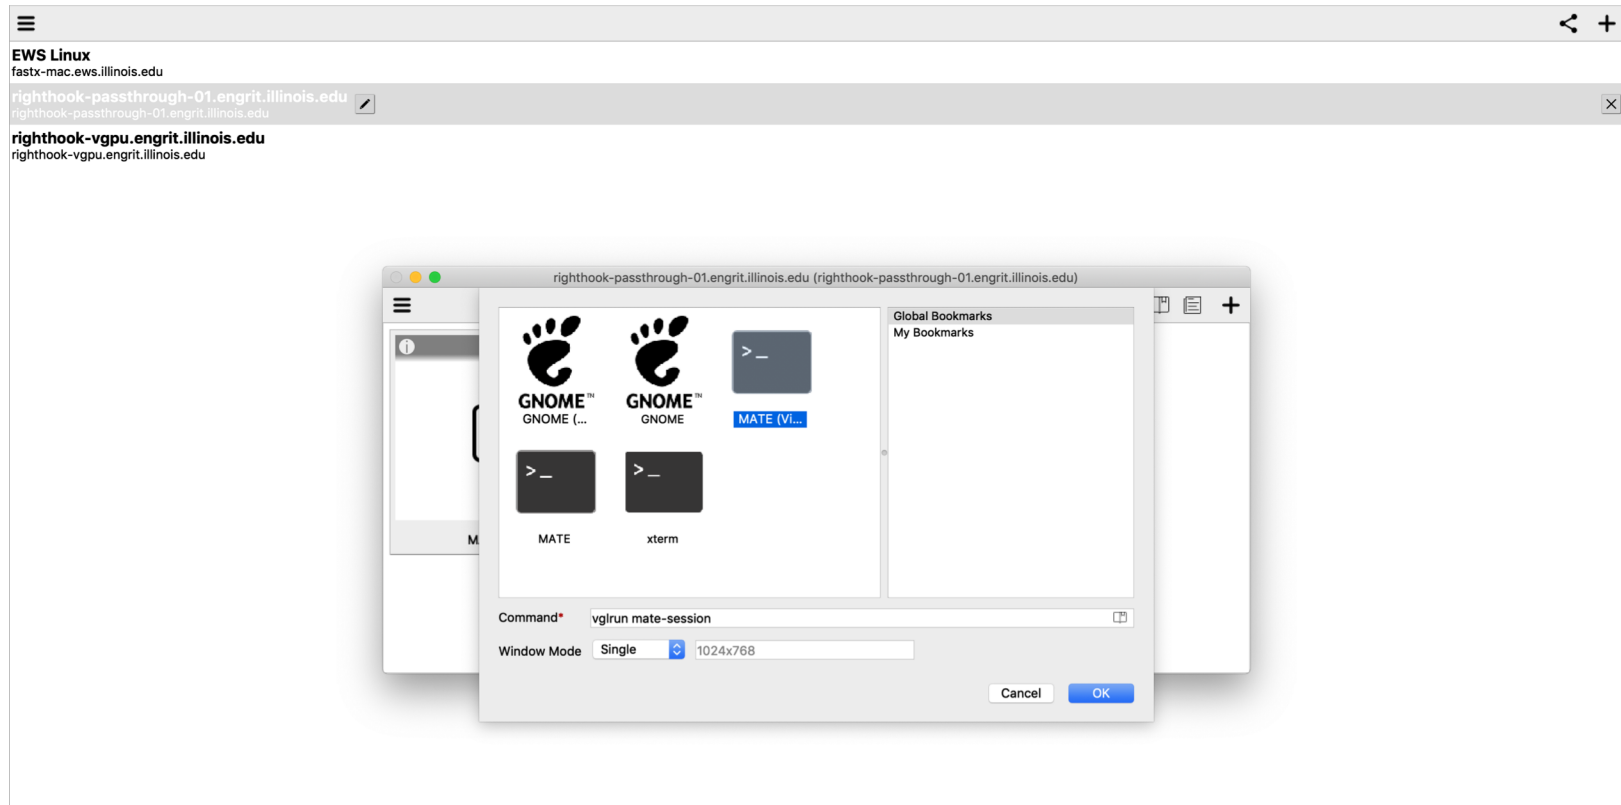 EWS Linux
fastx-mac.ews.illinois.edu
righthook-passthrough-01.engrit.illinois.edu
righthook-passthrough-01.engrit.illinois.edu
righthook-vgpu.engrit.illinois.edu
righthook-vgpu.engrit.illinois.edu
righthook-passthrough-01.engrit.illinois.edu (righthook-passthrough-01.engrit.illinois.edu)
GNOME™
GNOME (...
GNOME™
GNOME
>_
MATE (Vi...
>_
MATE
>_
xterm
Global Bookmarks
My Bookmarks
M
Command*
vglrun mate-session
Window Mode
Single
1024x768
Cancel
OK